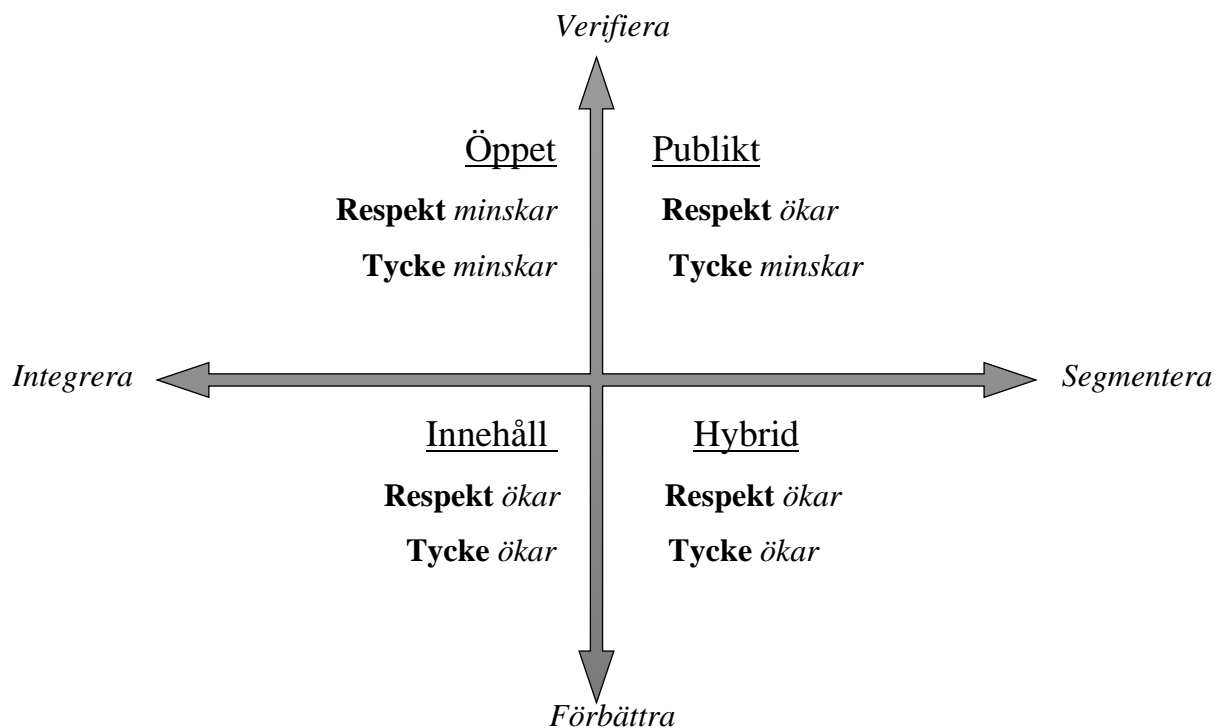 Verifiera
Öppet
Publikt
Respekt minskar
Respekt ökar
Tycke minskar
Tycke minskar
Integrera
Segmentera
Innehåll
Hybrid
Respekt ökar
Respekt ökar
Tycke ökar
Tycke ökar
Förbättra